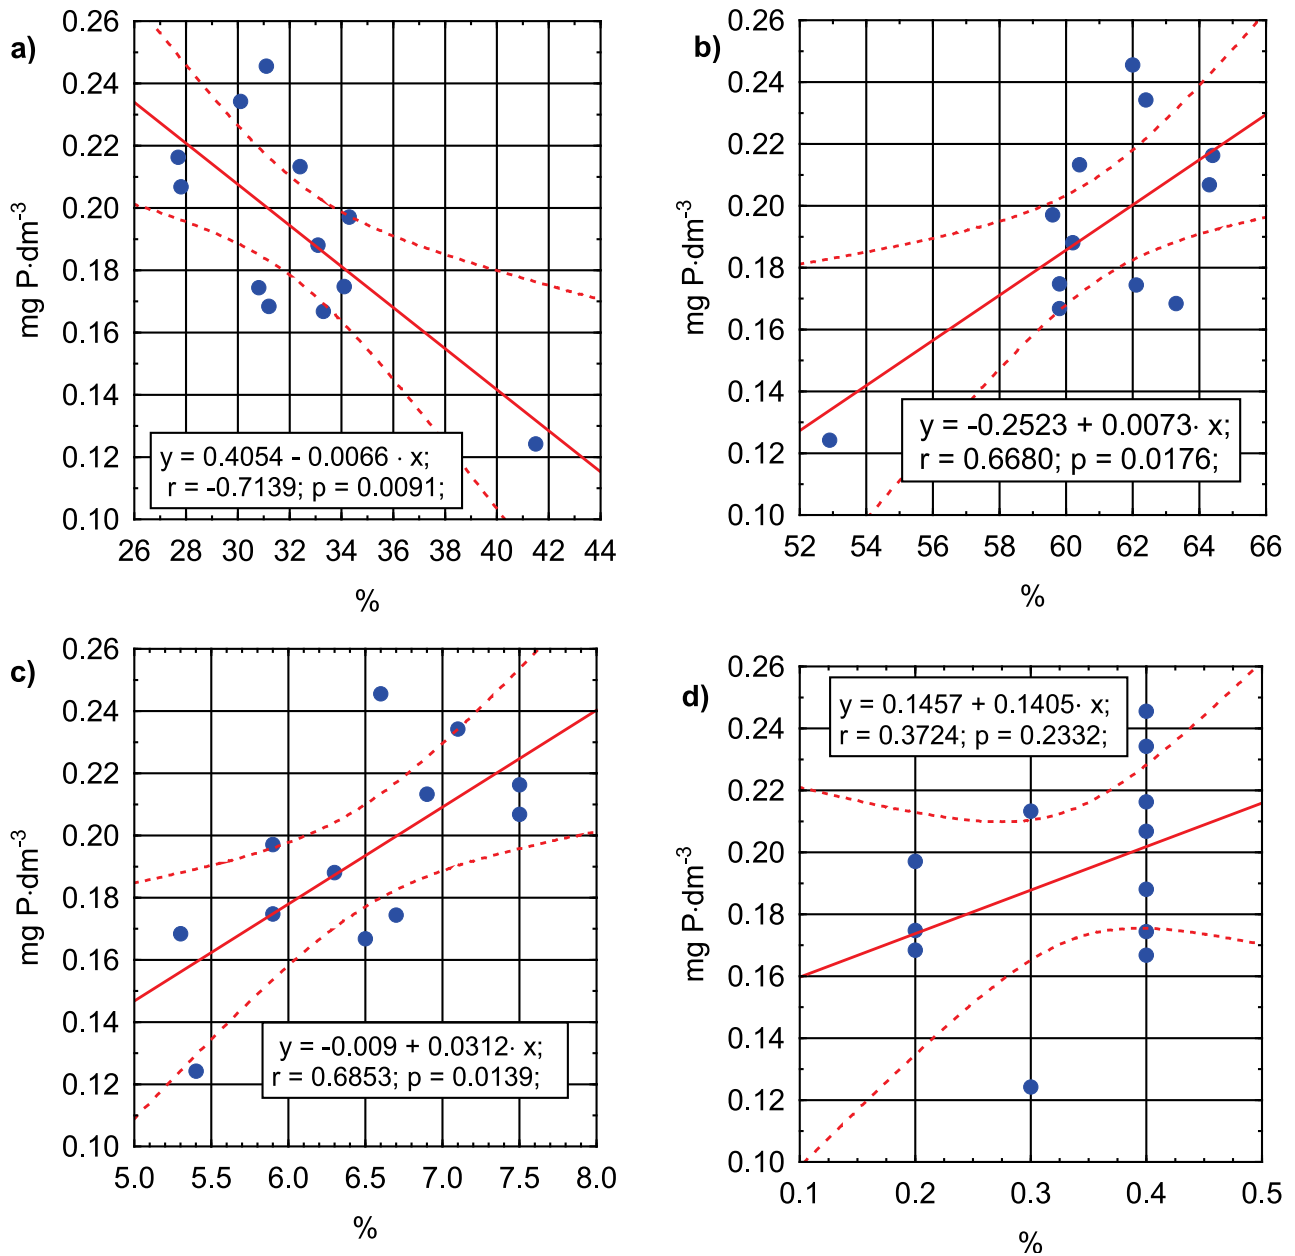 a)
0.26
0.24
0.22
0.20
0.18
0.16
0.14
0.12
0.10
mg P·dm-3
y = 0.4054 - 0.0066 · x;
r = -0.7139; p = 0.0091;
26 28 30 32 34 36 38 40 42 44
%
b)
0.26
0.24
0.22
0.20
0.18
0.16
0.14
0.12
0.10
mg P·dm-3
y = -0.2523 + 0.0073· x;
r = 0.6680; p = 0.0176;
52 54 56 58 60 62 64 66
%
c)
0.26
0.24
0.22
0.20
0.18
0.16
0.14
0.12
0.10
mg P·dm-3
y = -0.009 + 0.0312· x;
r = 0.6853; p = 0.0139;
5.0 5.5 6.0 6.5 7.0 7.5 8.0
%
d)
0.26
0.24
0.22
0.20
0.18
0.16
0.14
0.12
0.10
mg P·dm-3
y = 0.1457 + 0.1405· x;
r = 0.3724; p = 0.2332;
0.1 0.2 0.3 0.4 0.5
%